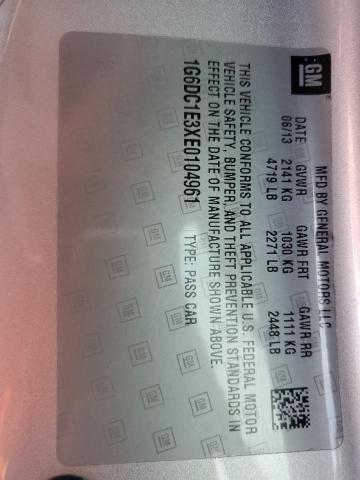 GM
MFD BY GENERAL MOTORS LLC
DATE GVWR GAWR FRT GAWR RR
06/13 2141 KG 1030 KG 1111 KG
4719 LB 2271 LB 2448 LB
THIS VEHICLE CONFORMS TO ALL APPLICABLE U.S. FEDERAL MOTOR
VEHICLE SAFETY, BUMPER, AND THEFT PREVENTION STANDARDS IN
EFFECT ON THE DATE OF MANUFACTURE SHOWN ABOVE.
1G6DC1E3XE0104961 TYPE: PASS CAR